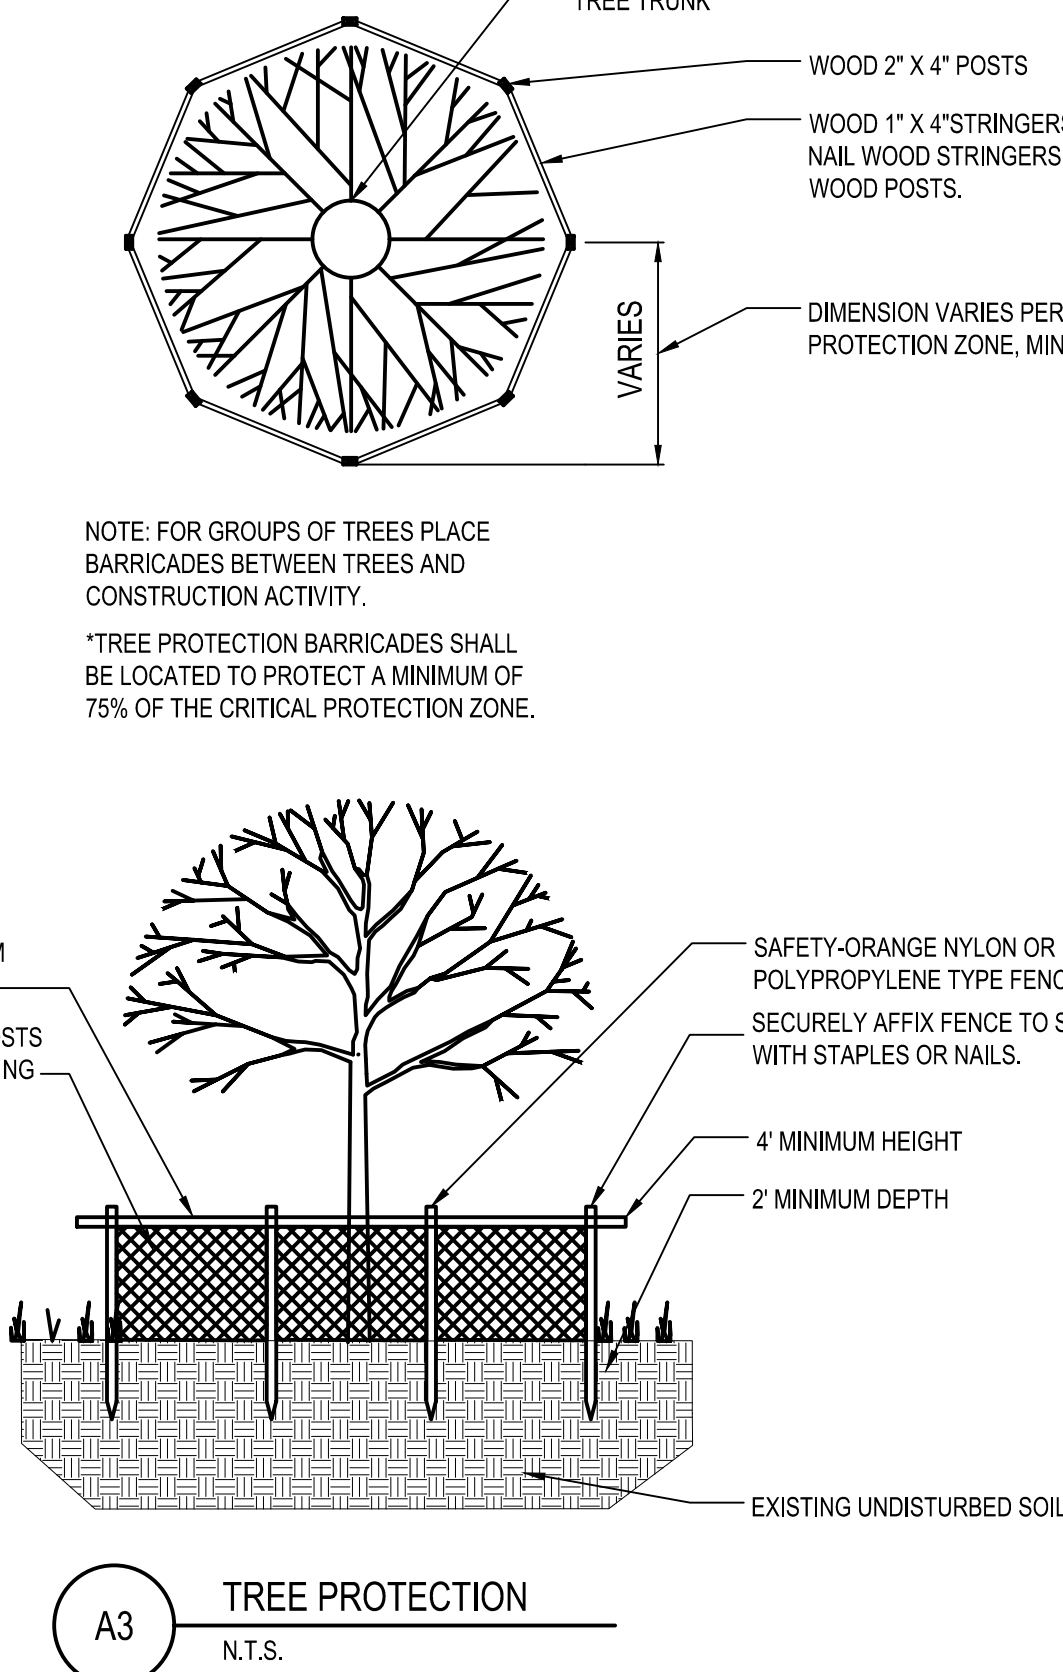 TREE TRUNK
WOOD 2" X 4" POSTS
WOOD 1" X 4"STRINGERS
NAIL WOOD STRINGERS
WOOD POSTS.
VARIES
DIMENSION VARIES PER
PROTECTION ZONE, MIN
NOTE: FOR GROUPS OF TREES PLACE
BARRICADES BETWEEN TREES AND
CONSTRUCTION ACTIVITY.
*TREE PROTECTION BARRICADES SHALL
BE LOCATED TO PROTECT A MINIMUM OF
75% OF THE CRITICAL PROTECTION ZONE.
STS
NG
SAFETY-ORANGE NYLON OR
POLYPROPYLENE TYPE FENC
SECURELY AFFIX FENCE TO S
WITH STAPLES OR NAILS.
4' MINIMUM HEIGHT
2' MINIMUM DEPTH
EXISTING UNDISTURBED SOIL
A3
TREE PROTECTION
N.T.S.